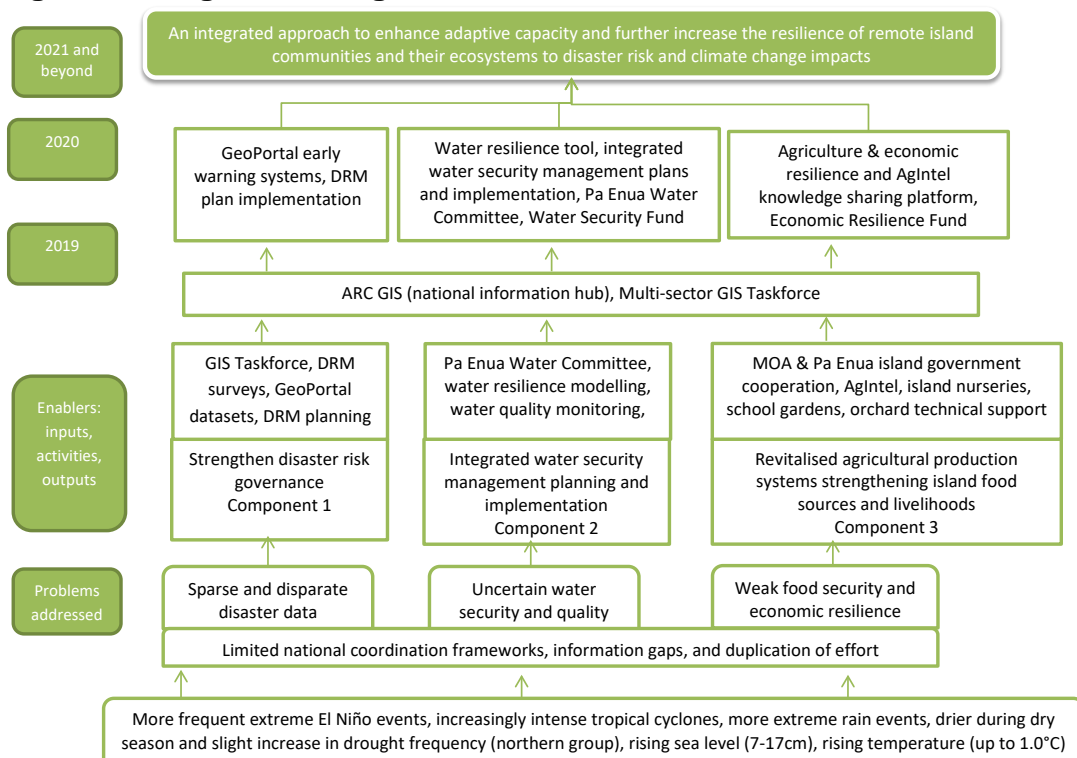 2021 and
beyond
An integrated approach to enhance adaptive capacity and further increase the resilience of remote island
communities and their ecosystems to disaster risk and climate change impacts
2020
GeoPortal early
warning systems, DRM
plan implementation
Water resilience tool, integrated
water security management plans
and implementation, Pa Enua Water
Committee, Water Security Fund
Agriculture & economic
resilience and AgIntel
knowledge sharing platform,
Economic Resilience Fund
2019
ARC GIS (national information hub), Multi-sector GIS Taskforce
Enablers:
inputs,
activities,
outputs
GIS Taskforce, DRM
surveys, GeoPortal
datasets, DRM planning
Pa Enua Water Committee,
water resilience modelling,
water quality monitoring,
MOA & Pa Enua island government
cooperation, AgIntel, island nurseries,
school gardens, orchard technical support
Strengthen disaster risk
governance
Component 1
Integrated water security
management planning and
implementation
Component 2
Revitalised agricultural production
systems strengthening island food
sources and livelihoods
Component 3
Problems
addressed
Sparse and disparate
disaster data
Uncertain water
security and quality
Weak food security and
economic resilience
Limited national coordination frameworks, information gaps, and duplication of effort
More frequent extreme El Niño events, increasingly intense tropical cyclones, more extreme rain events, drier during dry
season and slight increase in drought frequency (northern group), rising sea level (7-17cm), rising temperature (up to 1.0°C)